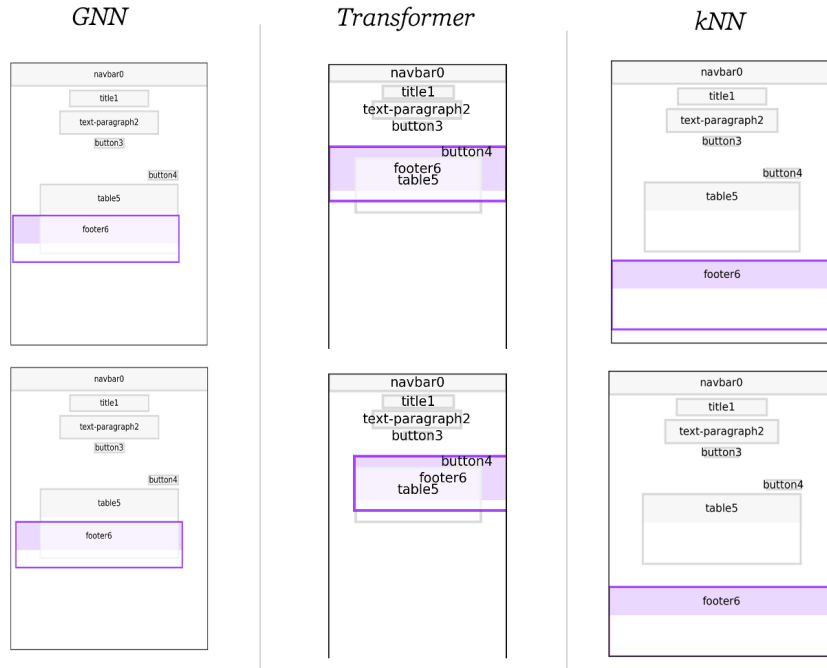 GNN
Transformer
kNN
navbar0
title1
text-paragraph2
button3
button4
table5
footer6
navbar0
title1
text-paragraph2
button3
button4
footer6
table5
navbar0
title1
text-paragraph2
button3
button4
table5
footer6
navbar0
title1
text-paragraph2
button3
button4
table5
footer6
navbar0
title1
text-paragraph2
button3
button4
footer6
table5
navbar0
title1
text-paragraph2
button3
button4
table5
footer6